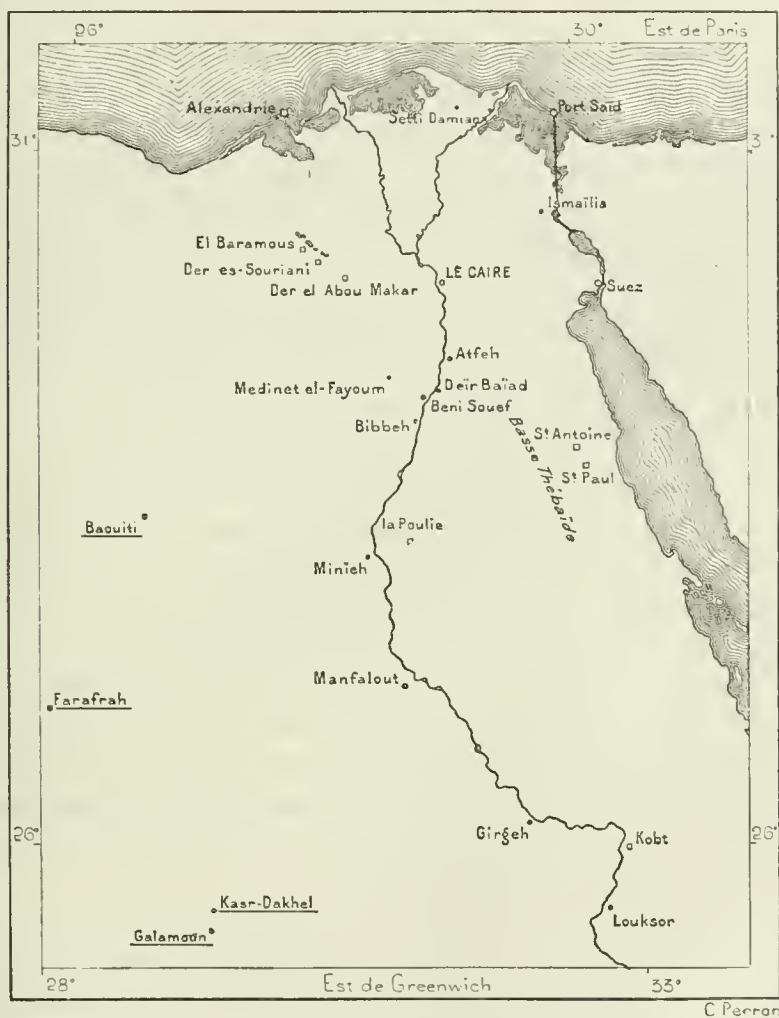 26°
30°
Est de Paris
Alexandrie
Setti Damiane
Port Saïd
31°
3
Ismaïlia
El Baramous
Der es-Souriani
Der el Abou Makar
LE CAIRE
Suez
Atfeh
Medinet el-Fayoum
Deïr Baïad
Beni Souef
Bibbeh
St Antoine
St Paul
Basse Thébaïde
Baouiti
la Poulie
Minïeh
Manfalout
Farafrah
26°
Girgeh
Kobt
26°
Kasr-Dakhel
Galamoûn
Louksor
28°
Est de Greenwich
33°
C Perron